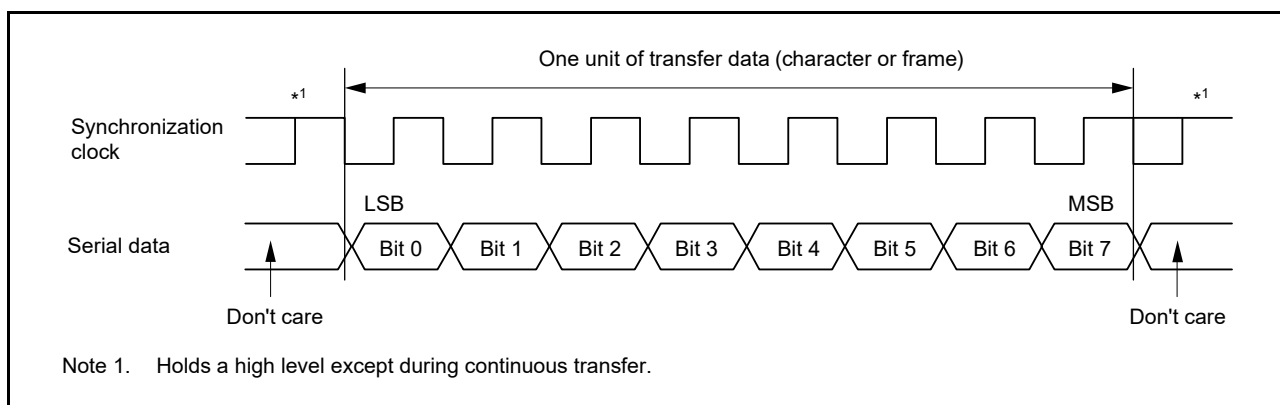 One unit of transfer data (character or frame)
*1
*1
Synchronization
clock
LSB
MSB
Serial data
Bit 0
Bit 1
Bit 2
Bit 3
Bit 4
Bit 5
Bit 6
Bit 7
Don't care
Don't care
Note 1. Holds a high level except during continuous transfer.